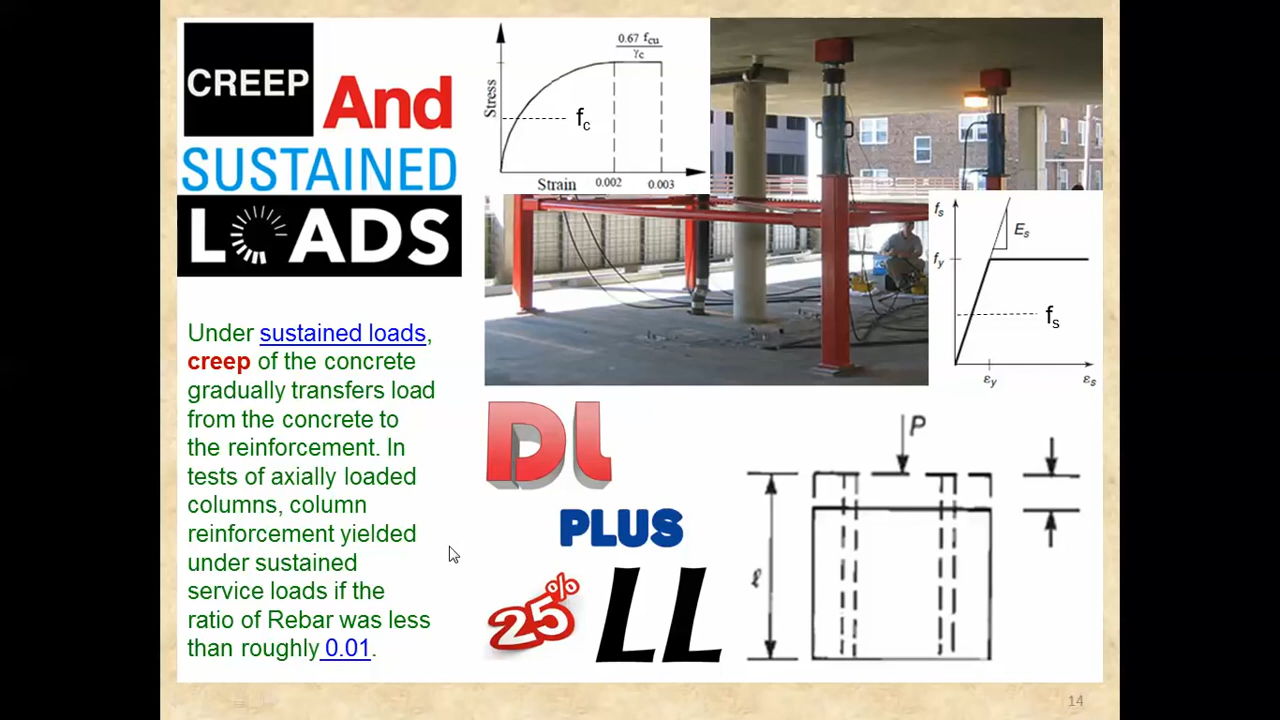 CREEP And
SUSTAINED
LOADS
Under sustained loads,
creep of the concrete
gradually transfers load
from the concrete to
the reinforcement. In
tests of axially loaded
columns, column
reinforcement yielded
under sustained
service loads if the
ratio of Rebar was less
than roughly 0.01.
0.67 fcu
γc
Stress
fc
Strain 0.002 0.003
fs
Es
fy
fs
εy εs
DL
PLUS
25% LL
P
ℓ
14